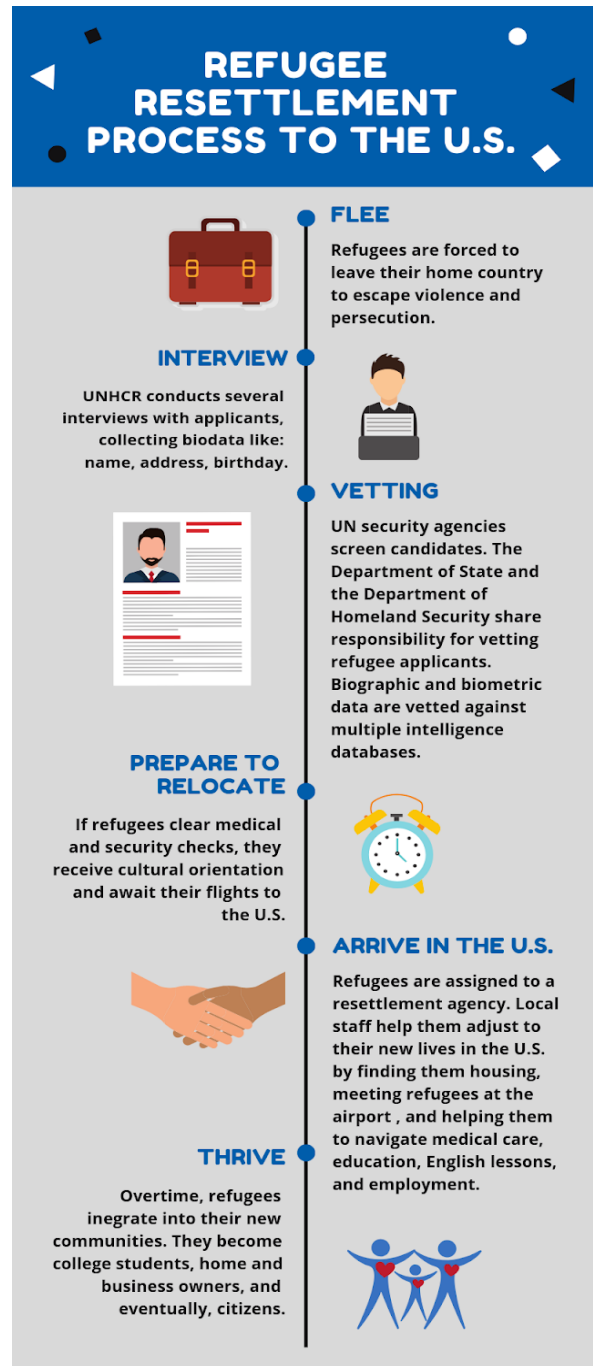 REFUGEE
RESETTLEMENT
PROCESS TO THE U.S.
FLEE
Refugees are forced to
leave their home country
to escape violence and
persecution.
INTERVIEW
UNHCR conducts several
interviews with applicants,
collecting biodata like:
name, address, birthday.
VETTING
UN security agencies
screen candidates. The
Department of State and
the Department of
Homeland Security share
responsibility for vetting
refugee applicants.
Biographic and biometric
data are vetted against
multiple intelligence
databases.
PREPARE TO
RELOCATE
If refugees clear medical
and security checks, they
receive cultural orientation
and await their flights to
the U.S.
ARRIVE IN THE U.S.
Refugees are assigned to a
resettlement agency. Local
staff help them adjust to
their new lives in the U.S.
by finding them housing,
meeting refugees at the
airport , and helping them
to navigate medical care,
education, English lessons,
and employment.
THRIVE
Overtime, refugees
inegrate into their new
communities. They become
college students, home and
business owners, and
eventually, citizens.